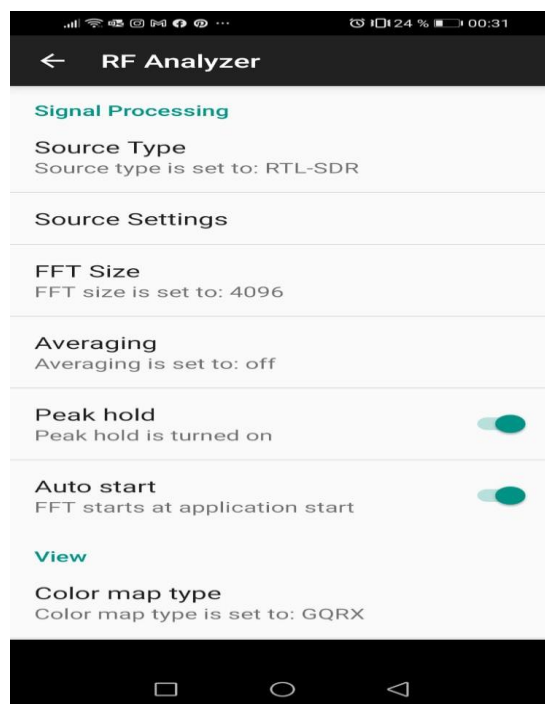 24 % 00:31
RF Analyzer
Signal Processing
Source Type
Source type is set to: RTL-SDR
Source Settings
FFT Size
FFT size is set to: 4096
Averaging
Averaging is set to: off
Peak hold
Peak hold is turned on
Auto start
FFT starts at application start
View
Color map type
Color map type is set to: GQRX